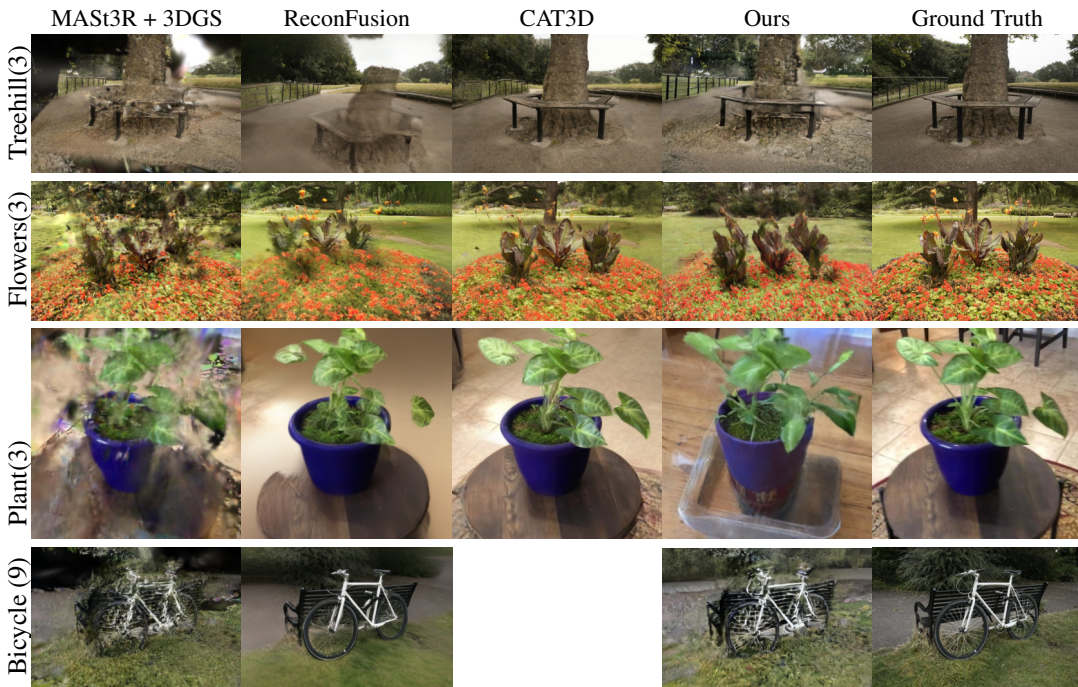 MASt3R + 3DGS ReconFusion CAT3D Ours Ground Truth
Treehill(3)
Flowers(3)
Plant(3)
Bicycle (9)